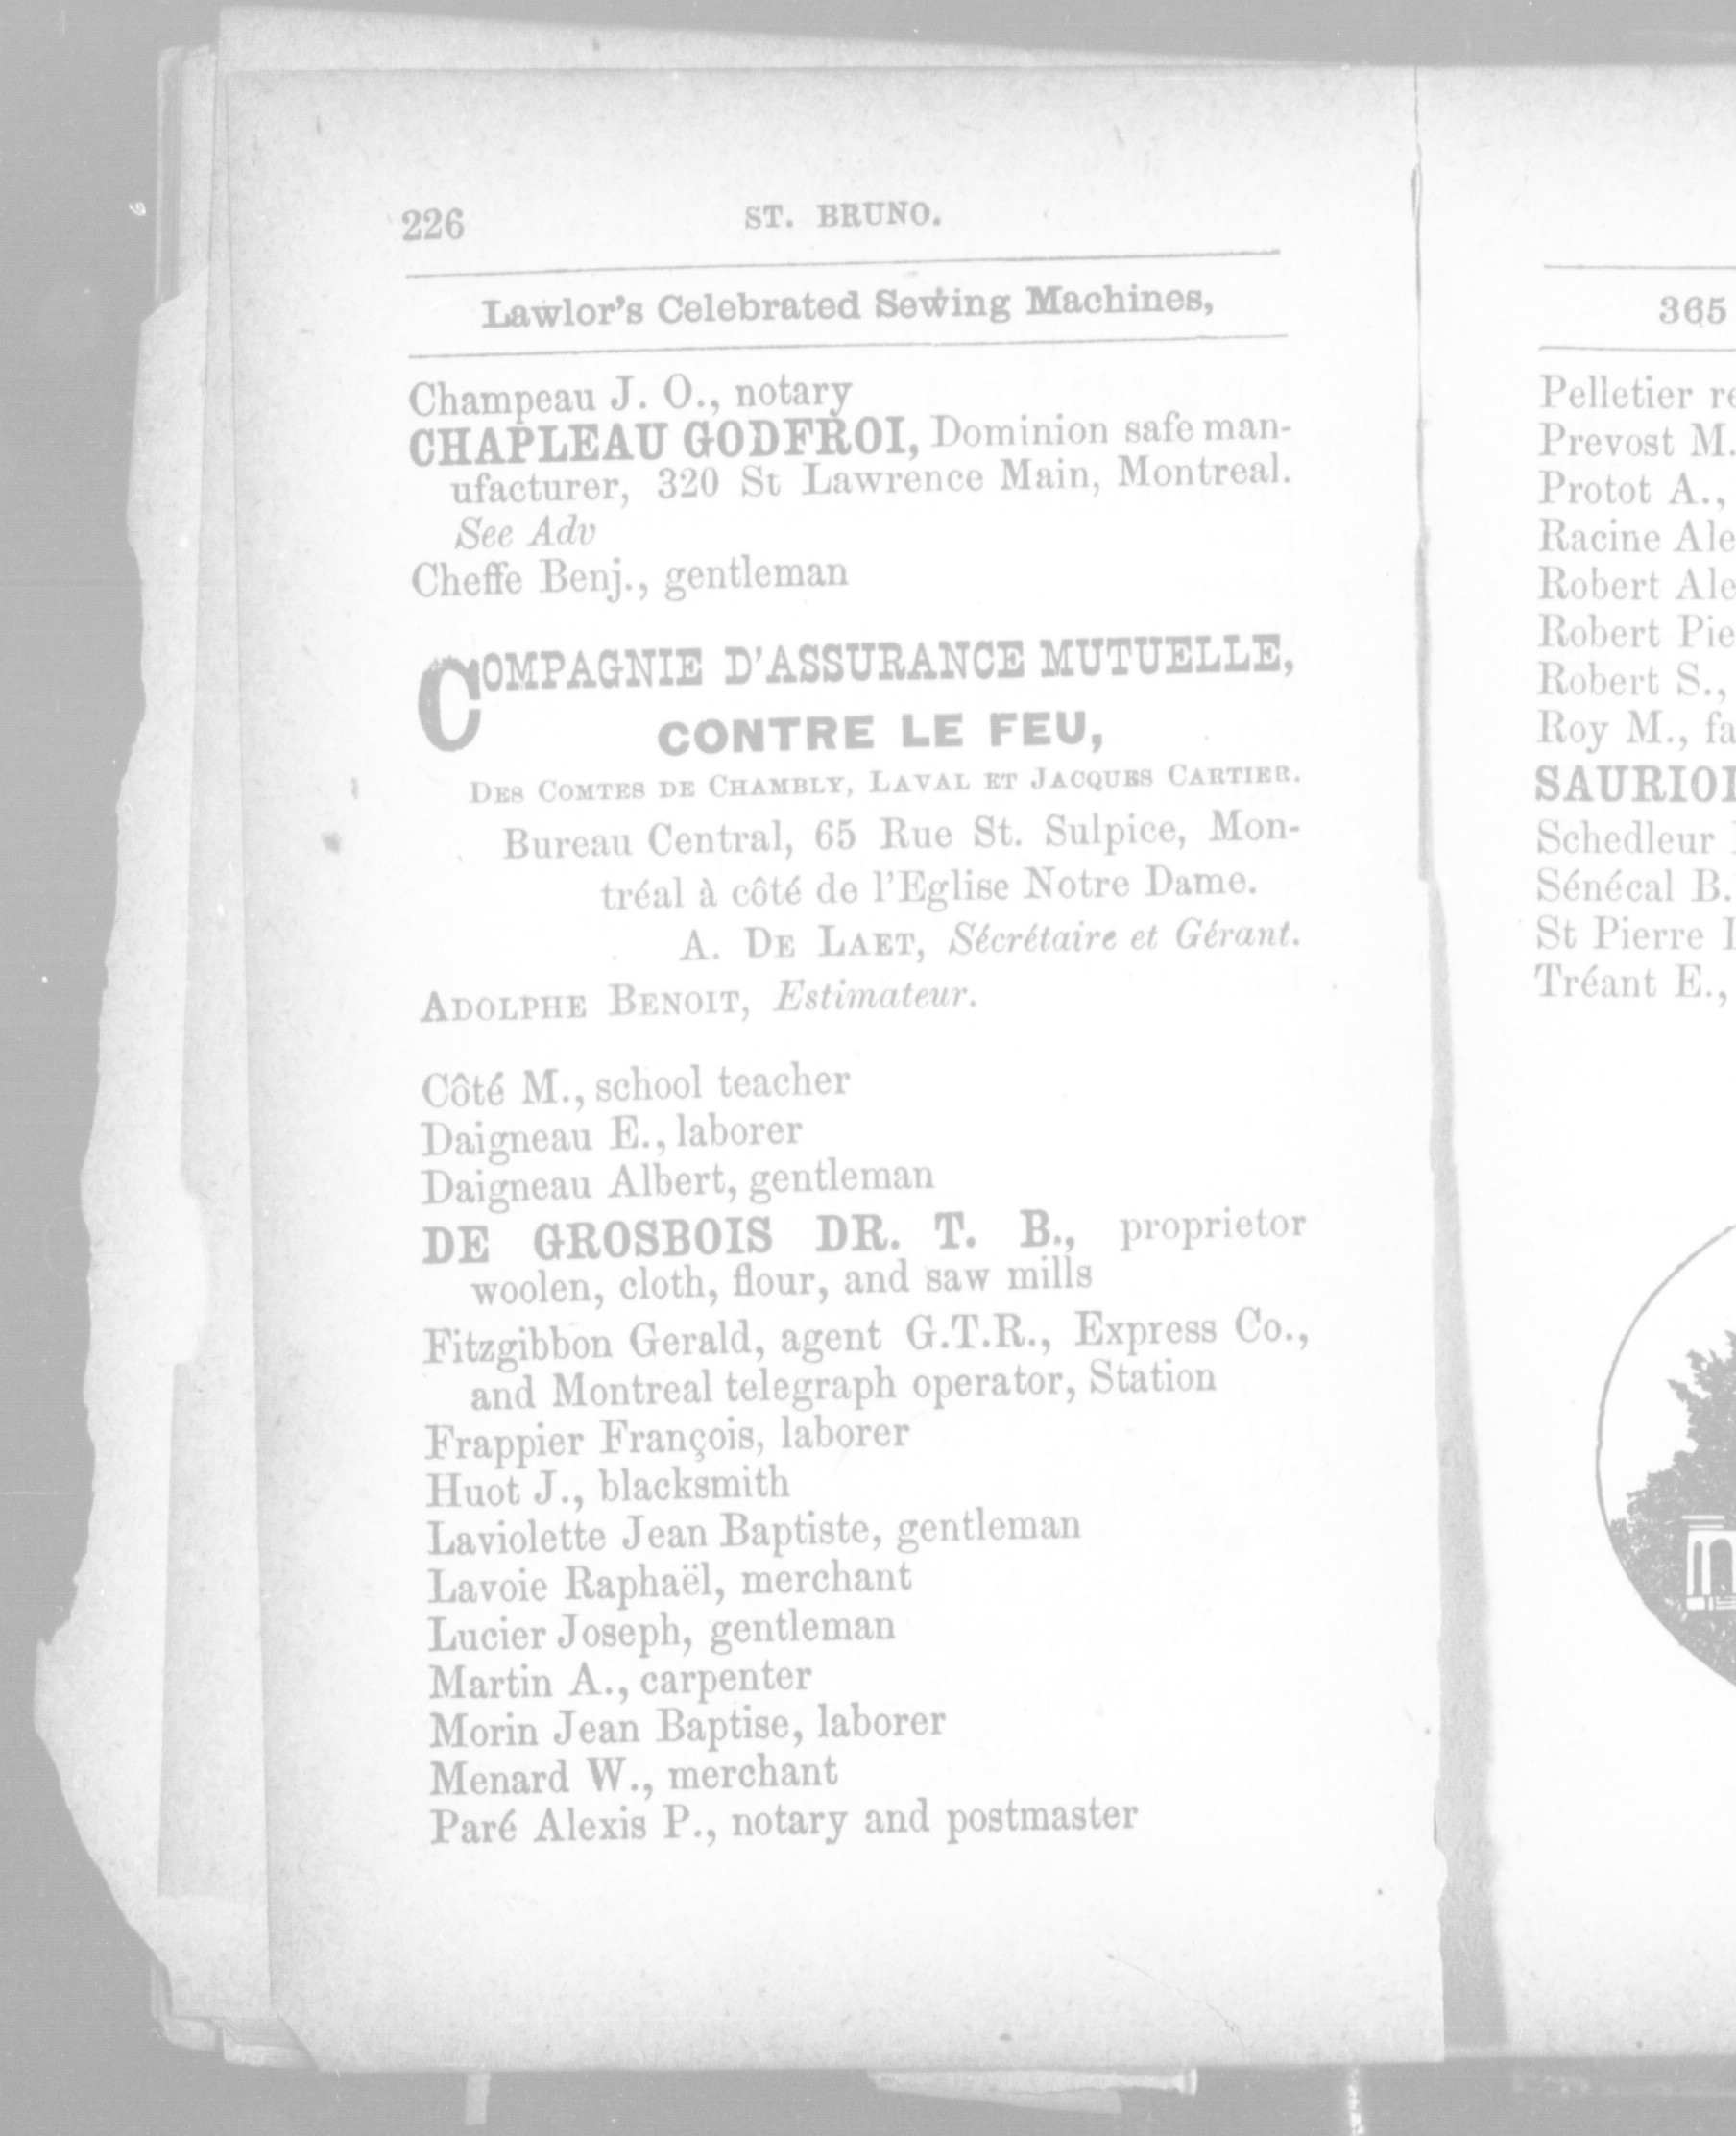 226
ST. BRUNO.
Lawlor's Celebrated Sewing Machines,
Champeau J. O., notary
CHAPLEAU GODFROI, Dominion safe man-
ufacturer, 320 St Lawrence Main, Montreal.
See Adv
Cheffe Benj., gentleman
COMPAGNIE D'ASSURANCE MUTUELLE,
CONTRE LE FEU,
DES COMTES DE CHAMBLY, LAVAL ET JACQUES CARTIER.
Bureau Central, 65 Rue St. Sulpice, Mon-
tréal à côté de l'Eglise Notre Dame.
A. DE LAET, Sécrétaire et Gérant.
ADOLPHE BENOIT, Estimateur.
Côté M., school teacher
Daigneau E., laborer
Daigneau Albert, gentleman
DE GROSBOIS DR. T. B., proprietor
woolen, cloth, flour, and saw mills
Fitzgibbon Gerald, agent G.T.R., Express Co.,
and Montreal telegraph operator, Station
Frappier François, laborer
Huot J., blacksmith
Laviolette Jean Baptiste, gentleman
Lavoie Raphaël, merchant
Lucier Joseph, gentleman
Martin A., carpenter
Morin Jean Baptise, laborer
Menard W., merchant
Paré Alexis P., notary and postmaster
365
Pelletier
Prevost M.
Protot A.,
Racine
Robert
Robert
Robert S.,
Roy M.,
Schedleur
Sénécal B.
St Pierre
Tréant E.,